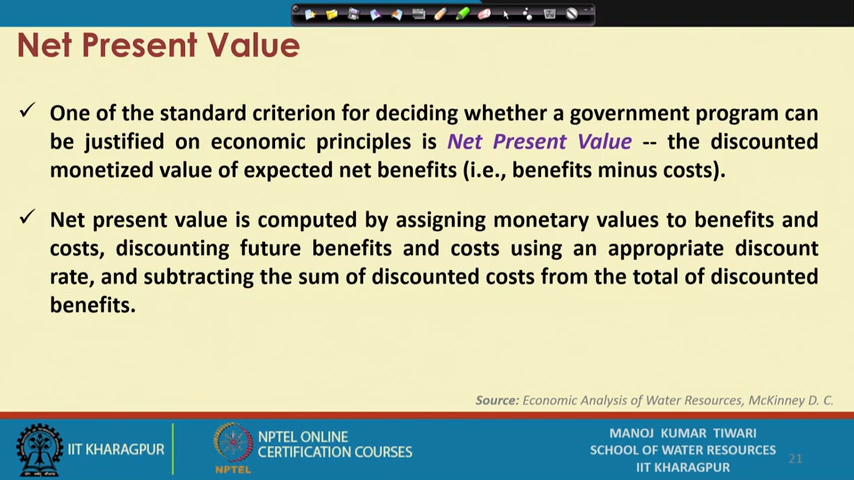 Net Present Value
✓ One of the standard criterion for deciding whether a government program can
be justified on economic principles is Net Present Value -- the discounted
monetized value of expected net benefits (i.e., benefits minus costs).
✓ Net present value is computed by assigning monetary values to benefits and
costs, discounting future benefits and costs using an appropriate discount
rate, and subtracting the sum of discounted costs from the total of discounted
benefits.
Source: Economic Analysis of Water Resources, McKinney D. C.
IIT KHARAGPUR
NPTEL
NPTEL ONLINE
CERTIFICATION COURSES
MANOJ KUMAR TIWARI
SCHOOL OF WATER RESOURCES
IIT KHARAGPUR
21